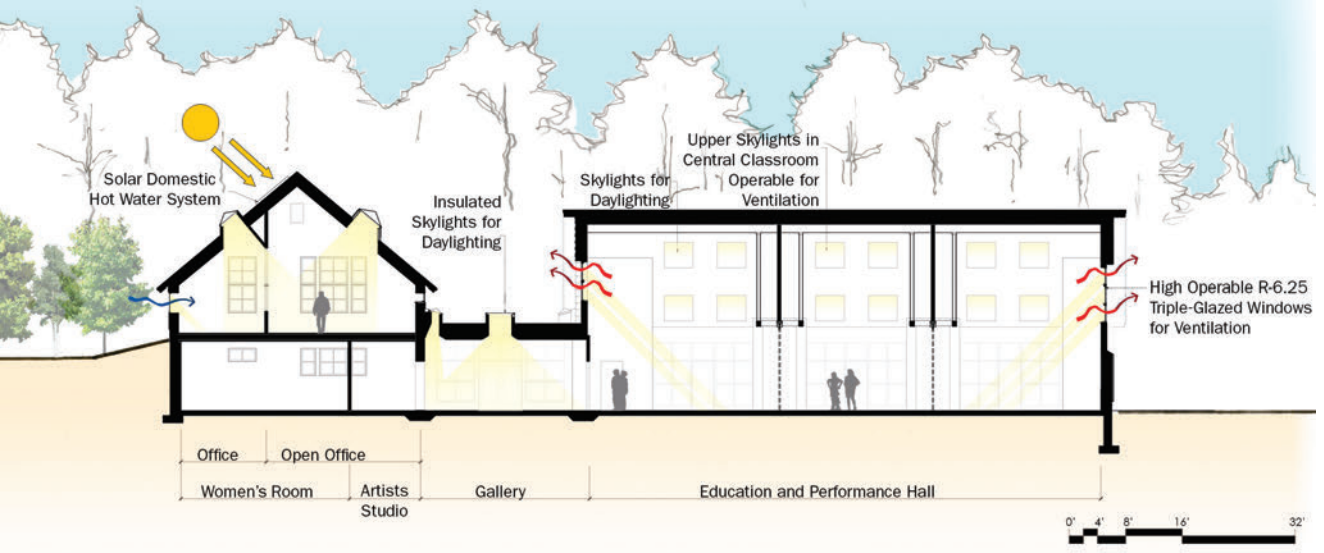 Solar Domestic
Hot Water System
Insulated
Skylights for
Daylighting
Skylights for
Daylighting
Upper Skylights in
Central Classroom
Operable for
Ventilation
High Operable R-6.25
Triple-Glazed Windows
for Ventilation
Office
Open Office
Women's Room
Artists
Studio
Gallery
Education and Performance Hall
0' 4' 8' 16' 32'